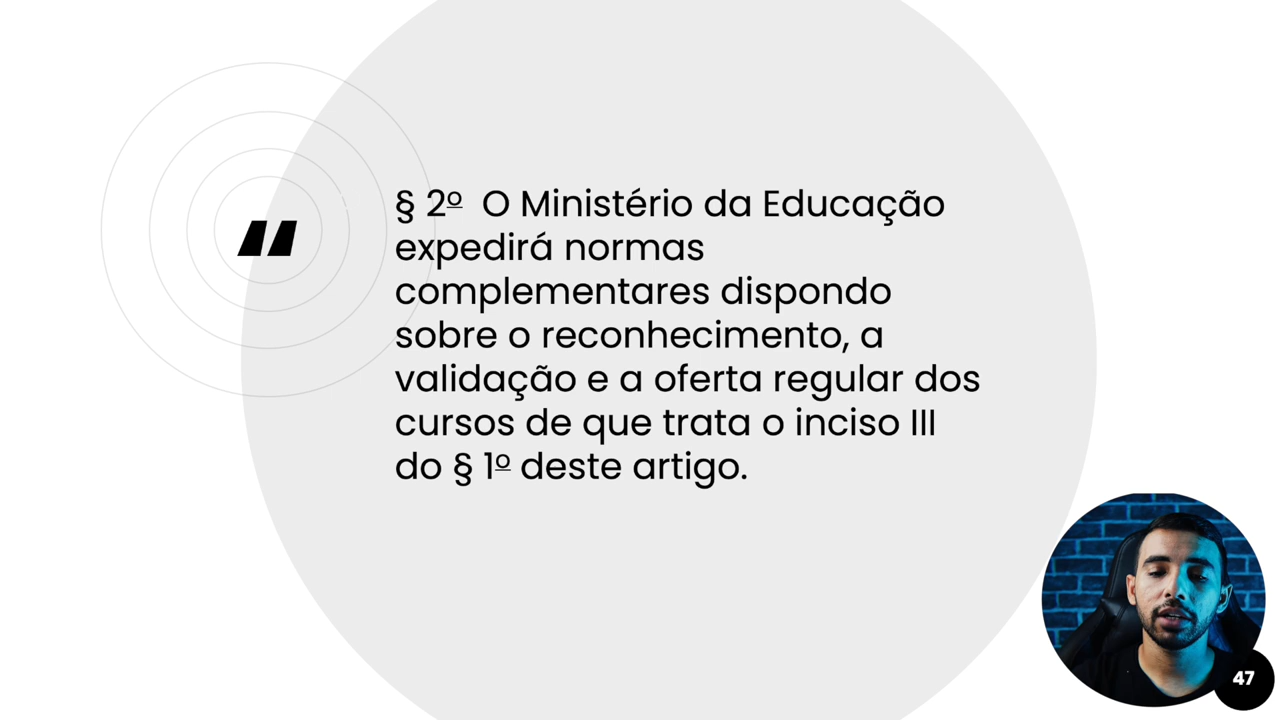 “
§ 2º O Ministério da Educação
expedirá normas
complementares dispondo
sobre o reconhecimento, a
validação e a oferta regular dos
cursos de que trata o inciso III
do § 1º deste artigo.
47